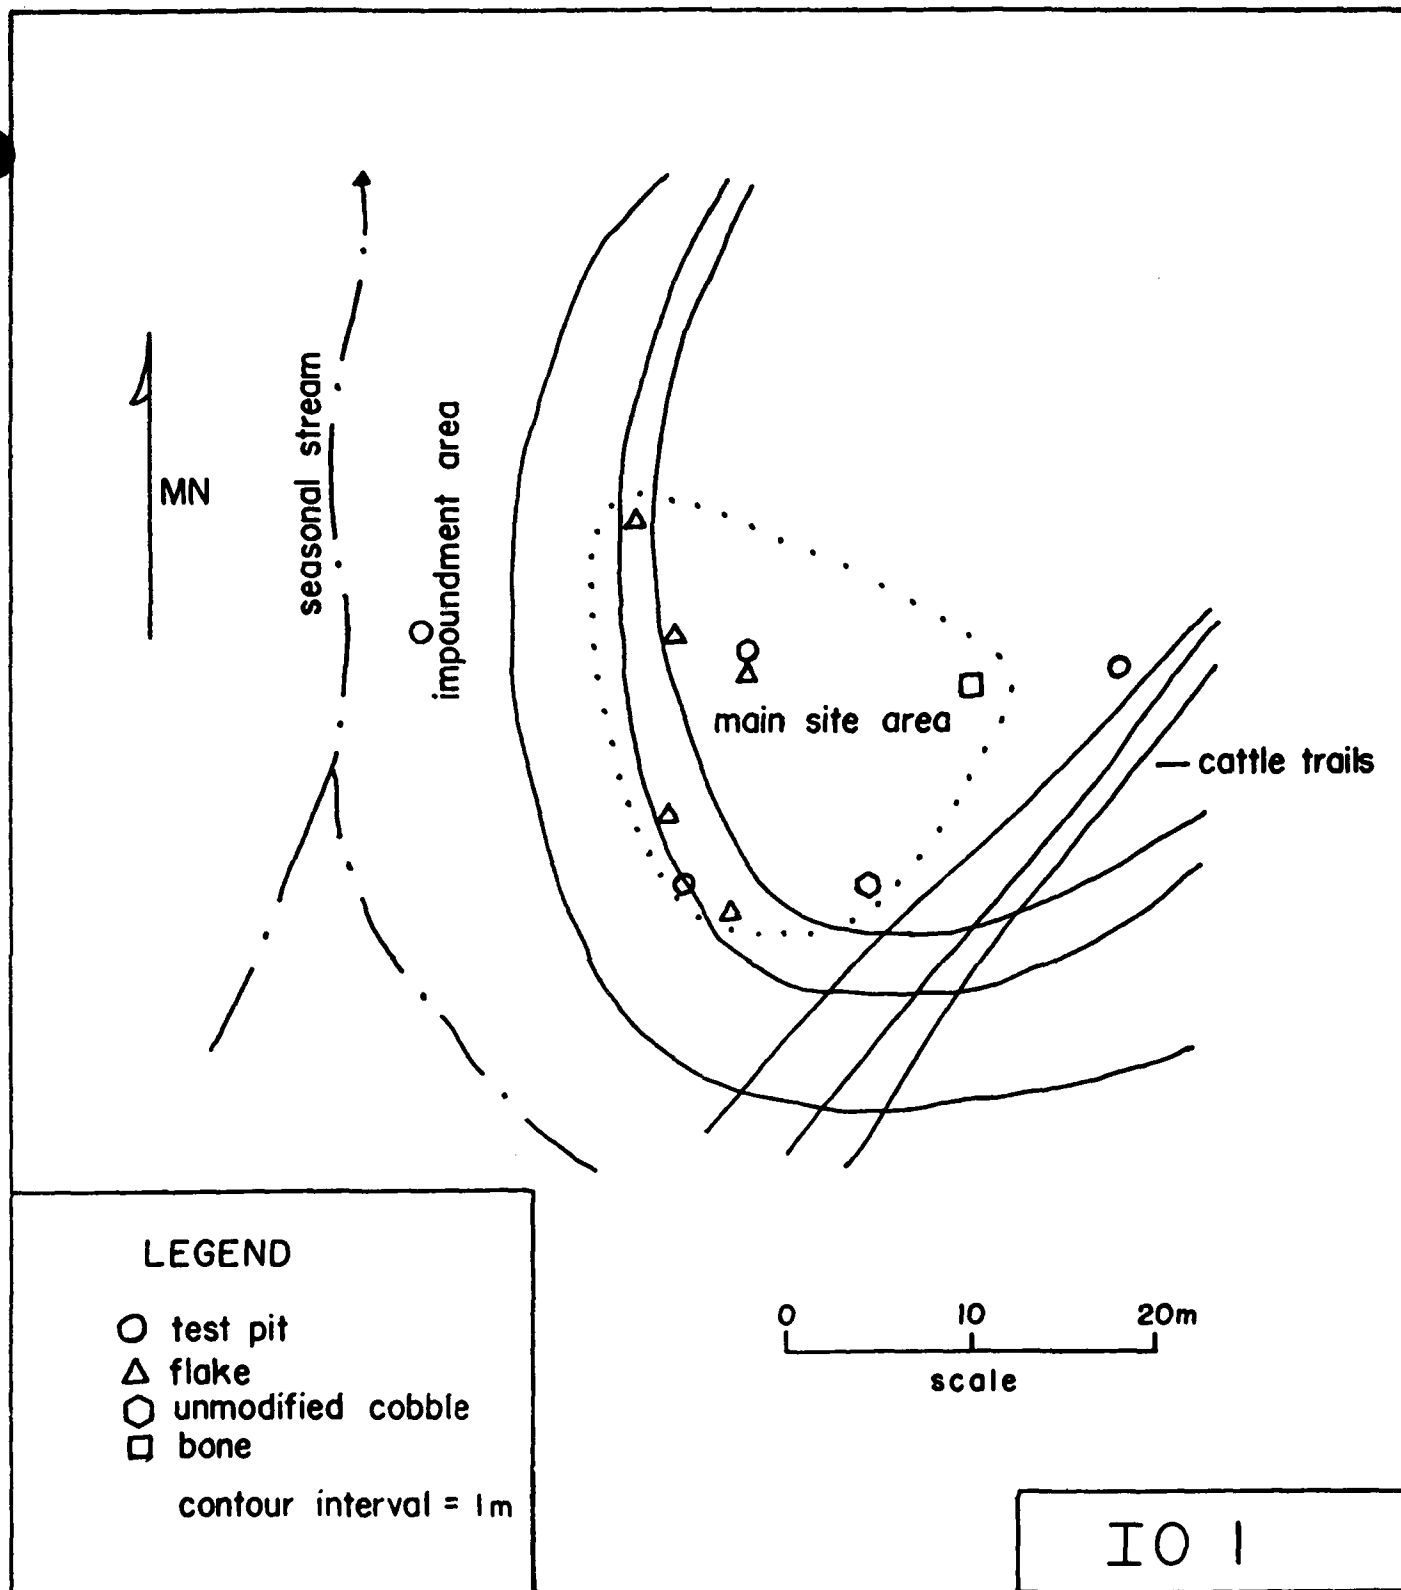 MN
seasonal stream
impoundment area
main site area
cattle trails
LEGEND
test pit
flake
unmodified cobble
bone
contour interval = 1m
0 10 20m
scale
IO 1